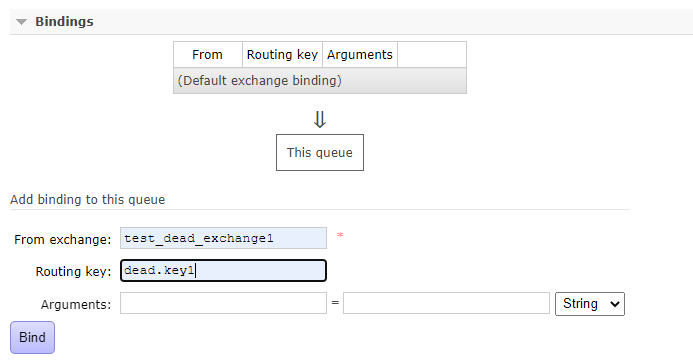 Bindings
From Routing key Arguments
(Default exchange binding)
⇓
This queue
Add binding to this queue
From exchange: test_dead_exchange1 *
Routing key: dead.key1
Arguments: = String
Bind